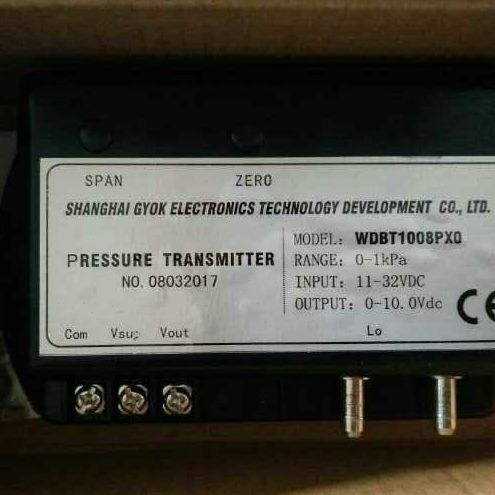 SPAN ZERO
SHANGHAI GYOK ELECTRONICS TECHNOLOGY DEVELOPMENT CO., LTD.
PRESSURE TRANSMITTER
NO. 08032017
MODEL: WDBT1008PX0
RANGE: 0-1kPa
INPUT: 11-32VDC
OUTPUT: 0-10.0Vdc
CE
Com Vsup Vout Lo